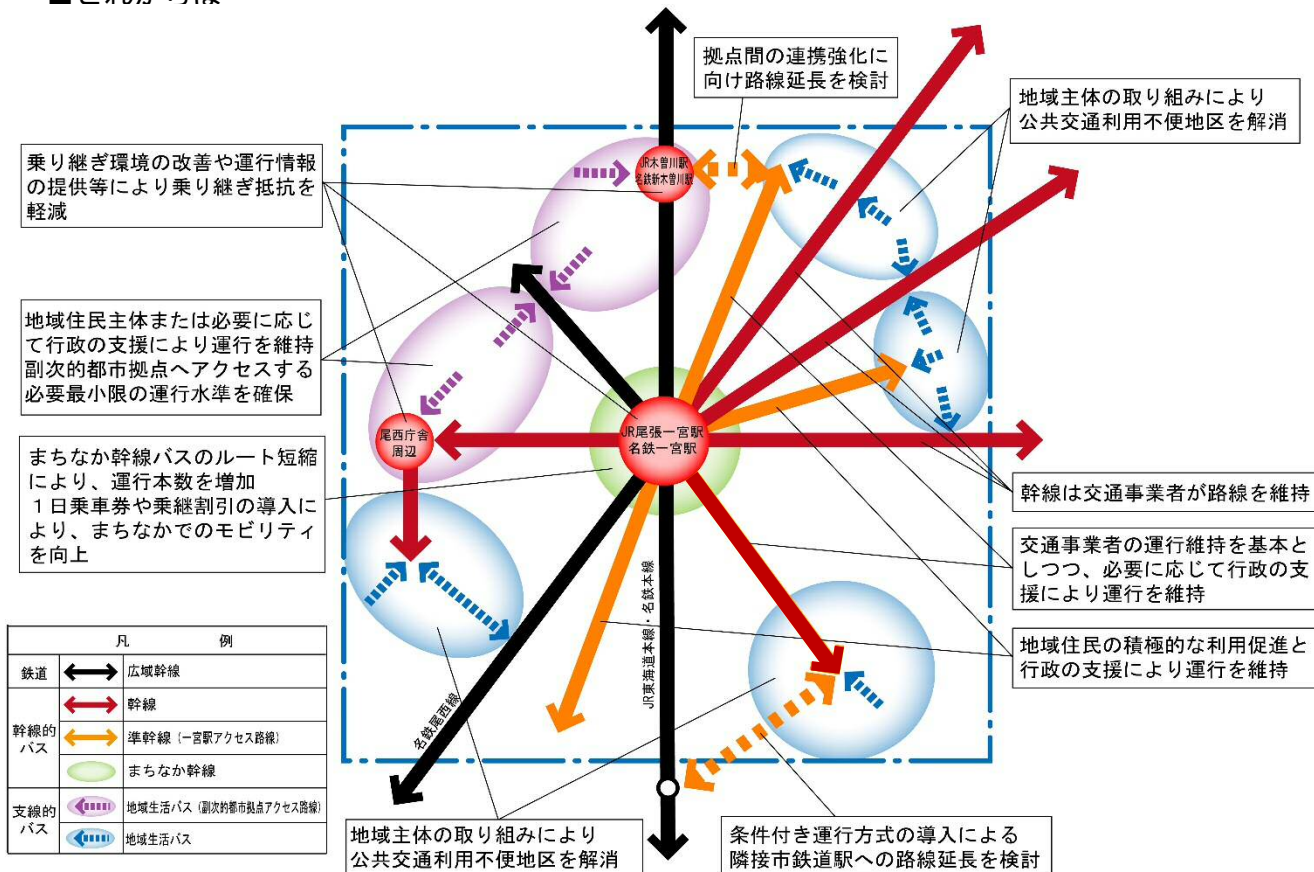 拠点間の連携強化に
向け路線延長を検討
地域主体の取り組みにより
公共交通利用不便地区を解消
乗り継ぎ環境の改善や運行情報
の提供等により乗り継ぎ抵抗を
軽減
JR木曽川駅
名鉄新木曽川駅
地域住民主体または必要に応じ
て行政の支援により運行を維持
副次的都市拠点へアクセスする
必要最小限の運行水準を確保
尾西庁舎
周辺
JR尾張一宮駅
名鉄一宮駅
まちなか幹線バスのルート短縮
により、運行本数を増加
１日乗車券や乗継割引の導入に
より、まちなかでのモビリティ
を向上
幹線は交通事業者が路線を維持
交通事業者の運行維持を基本と
しつつ、必要に応じて行政の支
援により運行を維持
地域住民の積極的な利用促進と
行政の支援により運行を維持
JR東海道本線・名鉄本線
名鉄尾西線
凡 例
鉄道
広域幹線
幹線的
バス
幹線
準幹線（一宮駅アクセス路線）
まちなか幹線
支線的
バス
地域生活バス（副次的都市拠点アクセス路線）
地域生活バス
地域主体の取り組みにより
公共交通利用不便地区を解消
条件付き運行方式の導入による
隣接市鉄道駅への路線延長を検討